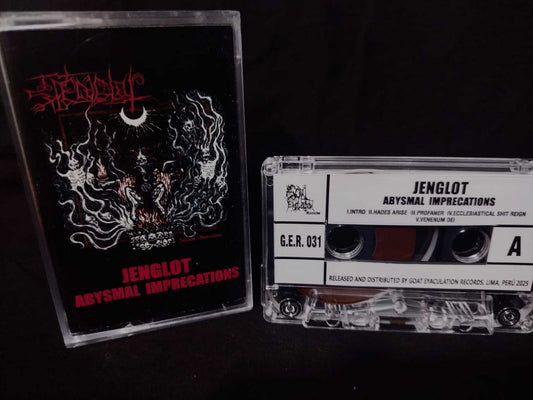 JENGLOT
JENGLOT
ABYSMAL IMPRECATIONS
JENGLOT
ABYSMAL IMPRECATIONS
I.INTRO II.HADES ARISE III.PROFANER IV.ECCLESIASTICAL SHIT REIGN
V.VENENUM DEI
G.E.R. 031
A
RELEASED AND DISTRIBUTED BY GOAT EYACULATION RECORDS. LIMA, PERÚ 2025